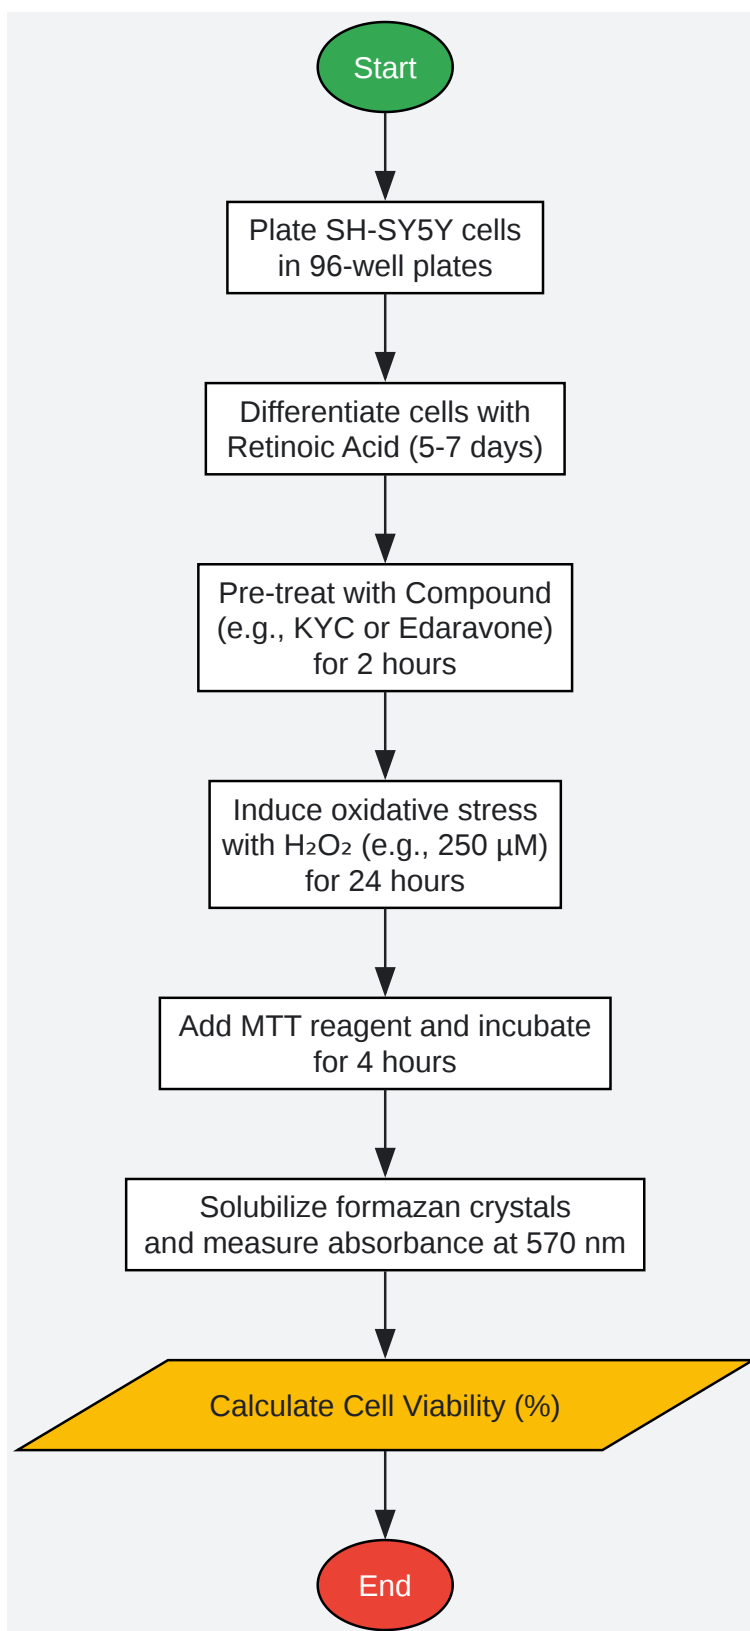 Start
Plate SH-SY5Y cells
in 96-well plates
Differentiate cells with
Retinoic Acid (5-7 days)
Pre-treat with Compound
(e.g., KYC or Edaravone)
for 2 hours
Induce oxidative stress
with H₂O₂ (e.g., 250 µM)
for 24 hours
Add MTT reagent and incubate
for 4 hours
Solubilize formazan crystals
and measure absorbance at 570 nm
Calculate Cell Viability (%)
End